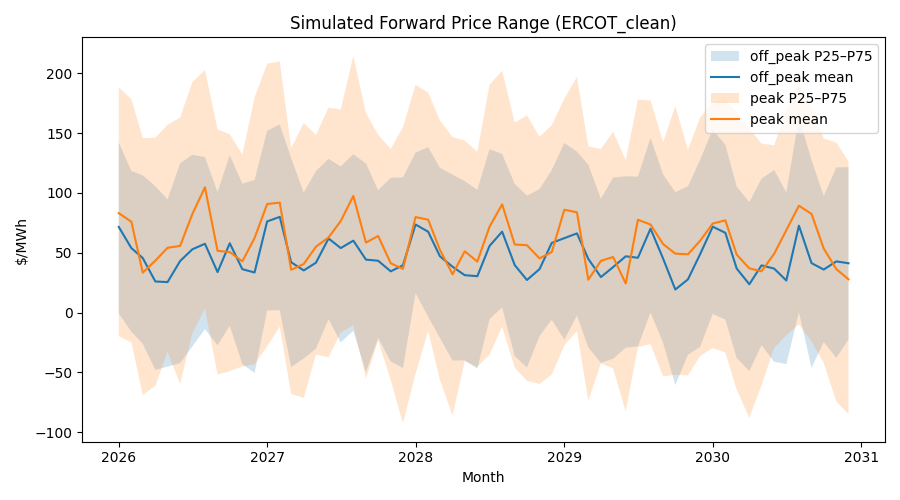 Simulated Forward Price Range (ERCOT_clean)
off_peak P25–P75
off_peak mean
peak P25–P75
peak mean
$/MWh
200
150
100
50
0
−50
−100
2026
2027
2028
2029
2030
2031
Month